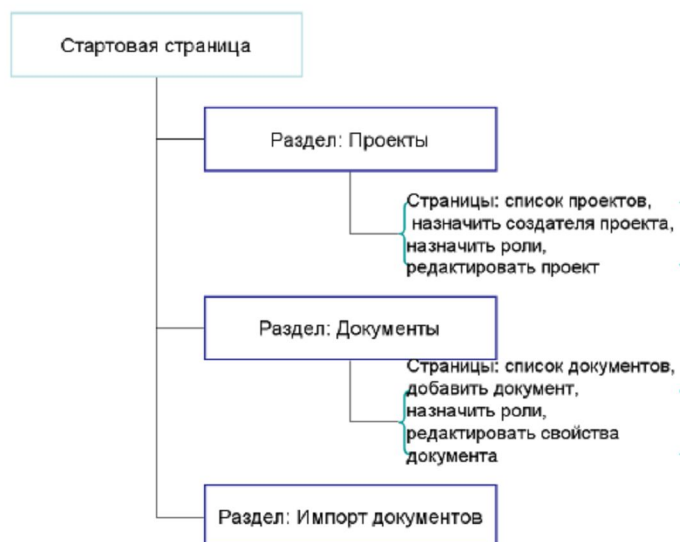 Стартовая страница
Раздел: Проекты
Страницы: список проектов,
назначить создателя проекта,
назначить роли,
редактировать проект
Раздел: Документы
Страницы: список документов,
добавить документ,
назначить роли,
редактировать свойства
документа
Раздел: Импорт документов